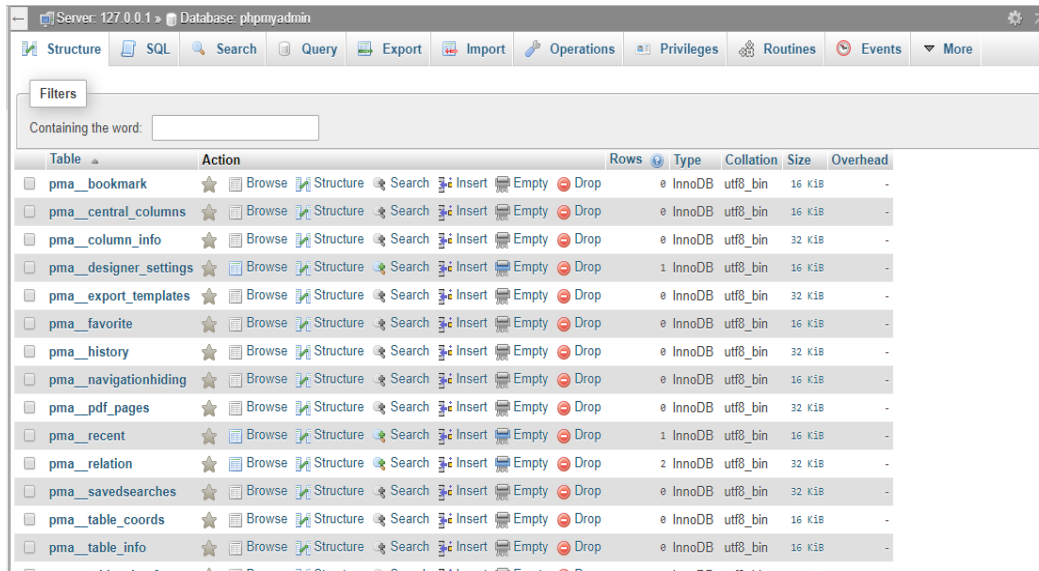 ← Server: 127.0.0.1 » Database: phpmyadmin
Structure SQL Search Query Export Import Operations Privileges Routines Events More
Filters
Containing the word:
Table Action Rows Type Collation Size Overhead
pma__bookmark Browse Structure Search Insert Empty Drop 0 InnoDB utf8_bin 16 KiB -
pma__central_columns Browse Structure Search Insert Empty Drop 0 InnoDB utf8_bin 16 KiB -
pma__column_info Browse Structure Search Insert Empty Drop 0 InnoDB utf8_bin 32 KiB -
pma__designer_settings Browse Structure Search Insert Empty Drop 1 InnoDB utf8_bin 16 KiB -
pma__export_templates Browse Structure Search Insert Empty Drop 0 InnoDB utf8_bin 32 KiB -
pma__favorite Browse Structure Search Insert Empty Drop 0 InnoDB utf8_bin 16 KiB -
pma__history Browse Structure Search Insert Empty Drop 0 InnoDB utf8_bin 32 KiB -
pma__navigationhiding Browse Structure Search Insert Empty Drop 0 InnoDB utf8_bin 16 KiB -
pma__pdf_pages Browse Structure Search Insert Empty Drop 0 InnoDB utf8_bin 32 KiB -
pma__recent Browse Structure Search Insert Empty Drop 1 InnoDB utf8_bin 16 KiB -
pma__relation Browse Structure Search Insert Empty Drop 2 InnoDB utf8_bin 32 KiB -
pma__savedsearches Browse Structure Search Insert Empty Drop 0 InnoDB utf8_bin 32 KiB -
pma__table_coords Browse Structure Search Insert Empty Drop 0 InnoDB utf8_bin 16 KiB -
pma__table_info Browse Structure Search Insert Empty Drop 0 InnoDB utf8_bin 16 KiB -